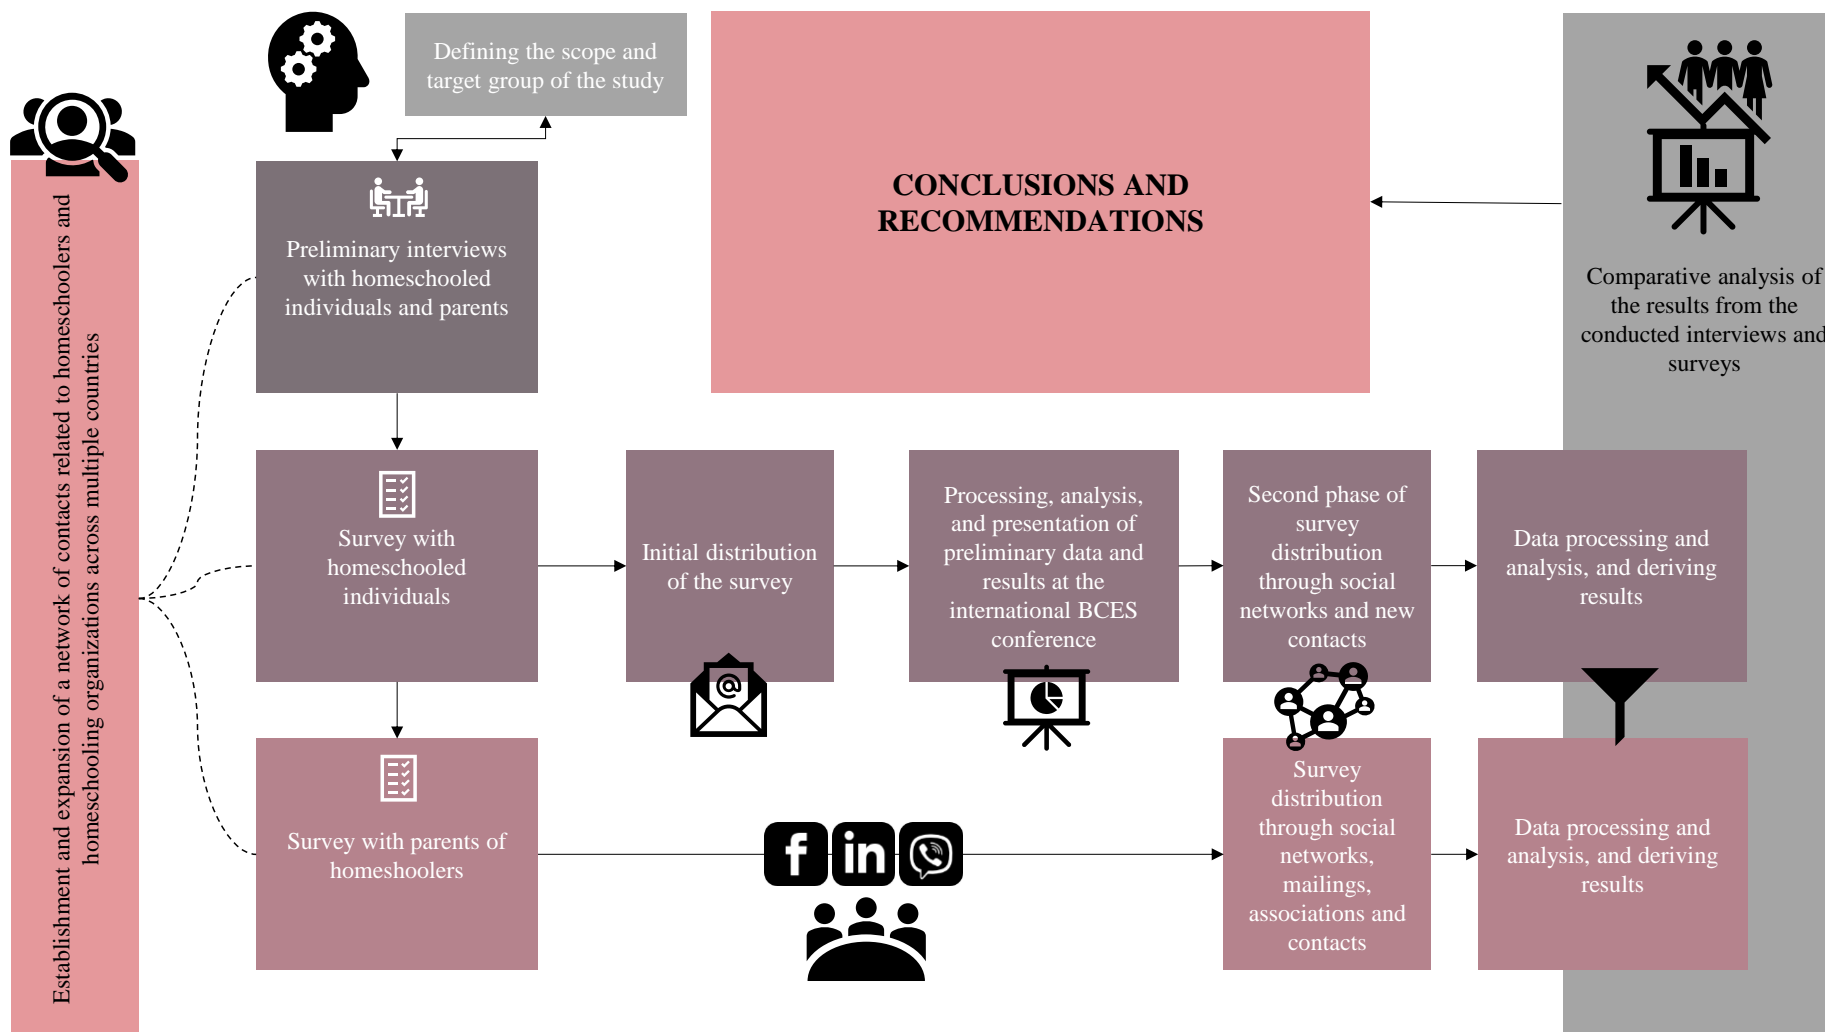 Establishment and expansion of a network of contacts related to homeschoolers and
homeschooling organizations across multiple countries
Defining the scope and
target group of the study
Preliminary interviews
with homeschooled
individuals and parents
CONCLUSIONS AND
RECOMMENDATIONS
Comparative analysis of
the results from the
conducted interviews and
surveys
Survey with
homeschooled
individuals
Initial distribution
of the survey
Processing, analysis,
and presentation of
preliminary data and
results at the
international BCES
conference
Second phase of
survey
distribution
through social
networks and new
contacts
Data processing and
analysis, and deriving
results
@
Survey with parents of
homeshoolers
f
in
Survey
distribution
through social
networks,
mailings,
associations and
contacts
Data processing and
analysis, and deriving
results